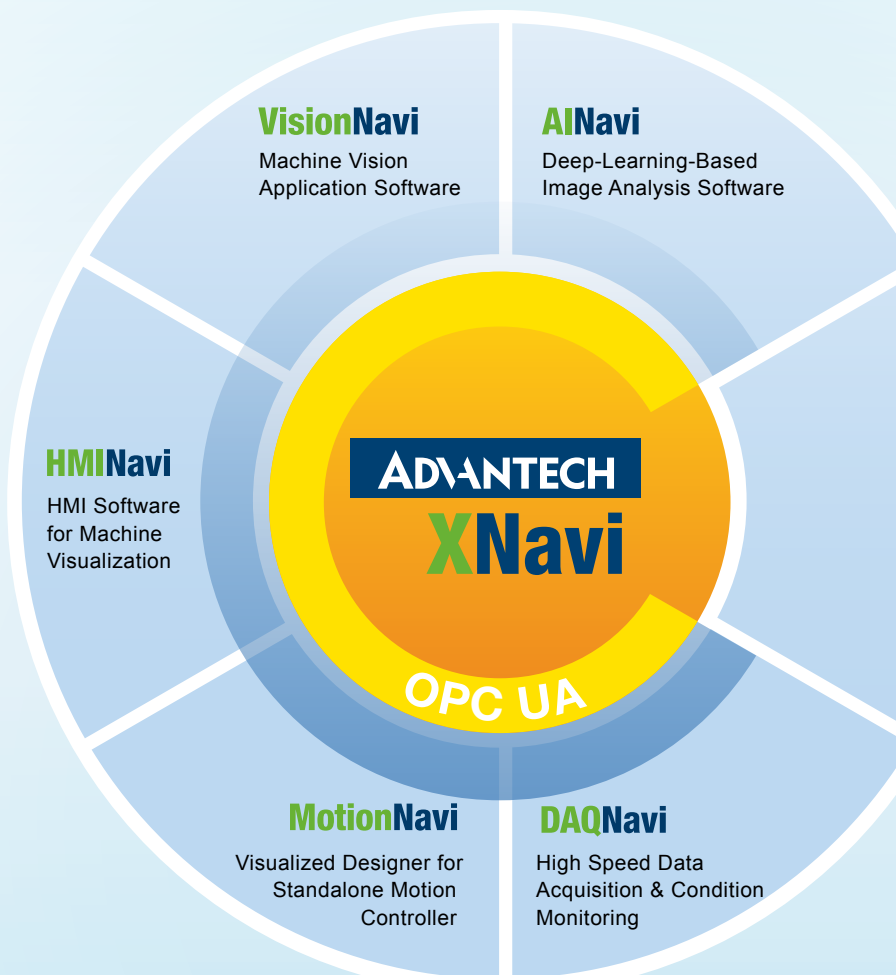 VisionNavi
Machine Vision
Application Software
AINavi
Deep-Learning-Based
Image Analysis Software
HMINavi
HMI Software
for Machine
Visualization
ADVANTECH
XNavi
OPC UA
MotionNavi
Visualized Designer for
Standalone Motion
Controller
DAQNavi
High Speed Data
Acquisition & Condition
Monitoring